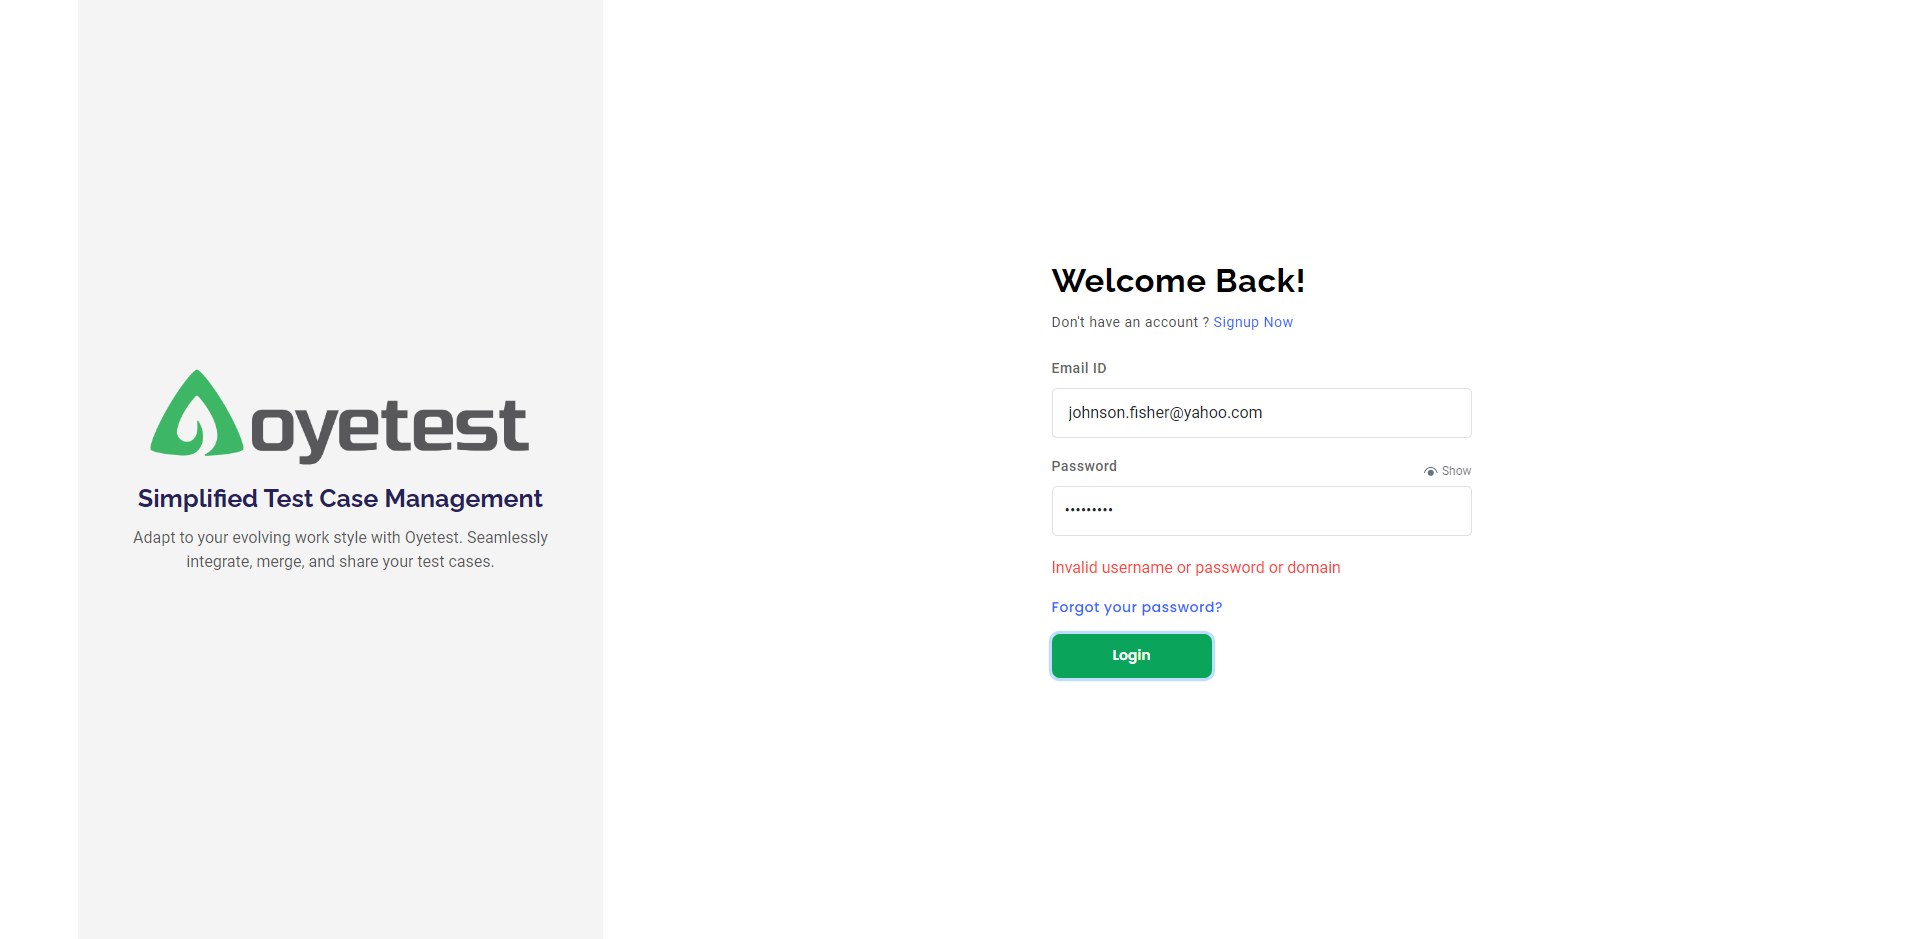 oyetest
Simplified Test Case Management
Adapt to your evolving work style with Oyetest. Seamlessly
integrate, merge, and share your test cases.
Welcome Back!
Don't have an account ? Signup Now
Email ID
johnson.fisher@yahoo.com
Password
Show
•••••••••
Invalid username or password or domain
Forgot your password?
Login